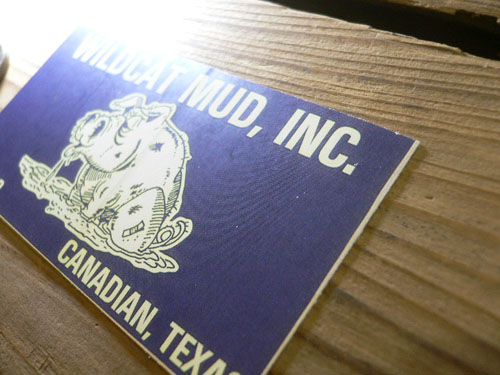 WILDCAT MUD, INC.
CANADIAN, TEXAS